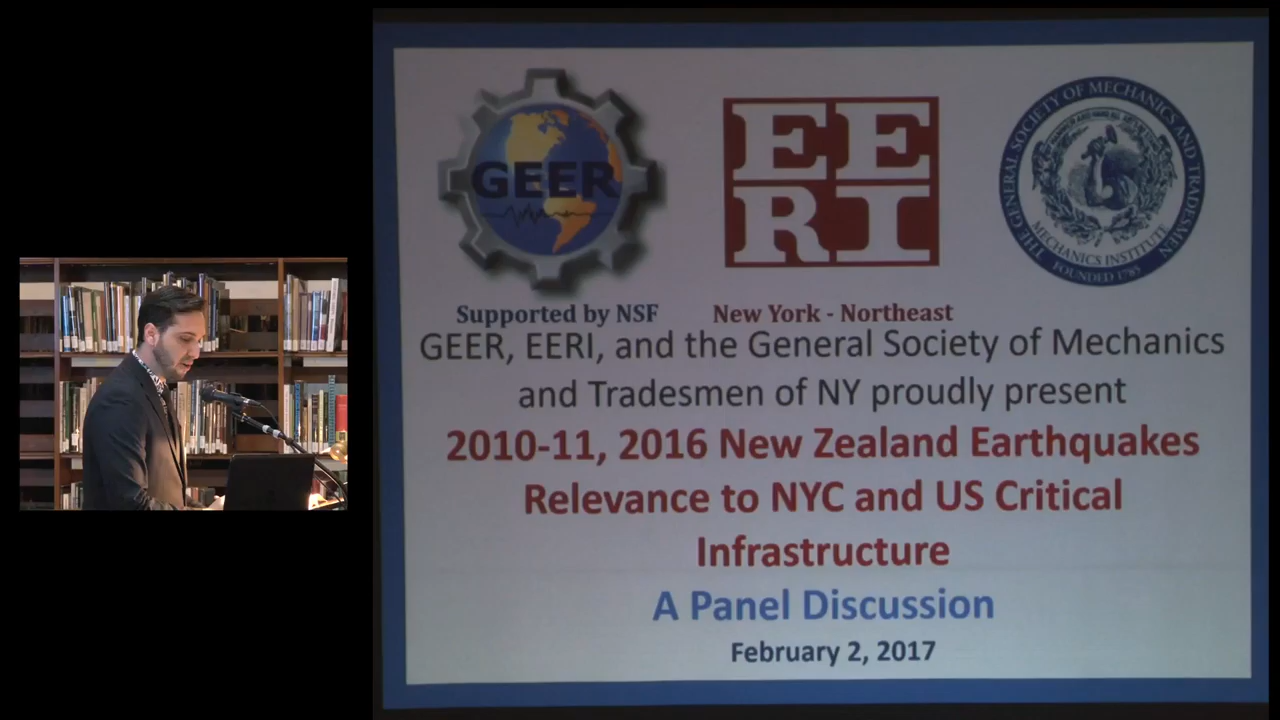 GEER
EE
RI
THE GENERAL SOCIETY OF MECHANICS AND TRADESMEN
MECHANICS INSTITUTE
FOUNDED 1785
Supported by NSF
New York - Northeast
GEER, EERI, and the General Society of Mechanics
and Tradesmen of NY proudly present
2010-11, 2016 New Zealand Earthquakes
Relevance to NYC and US Critical
Infrastructure
A Panel Discussion
February 2, 2017